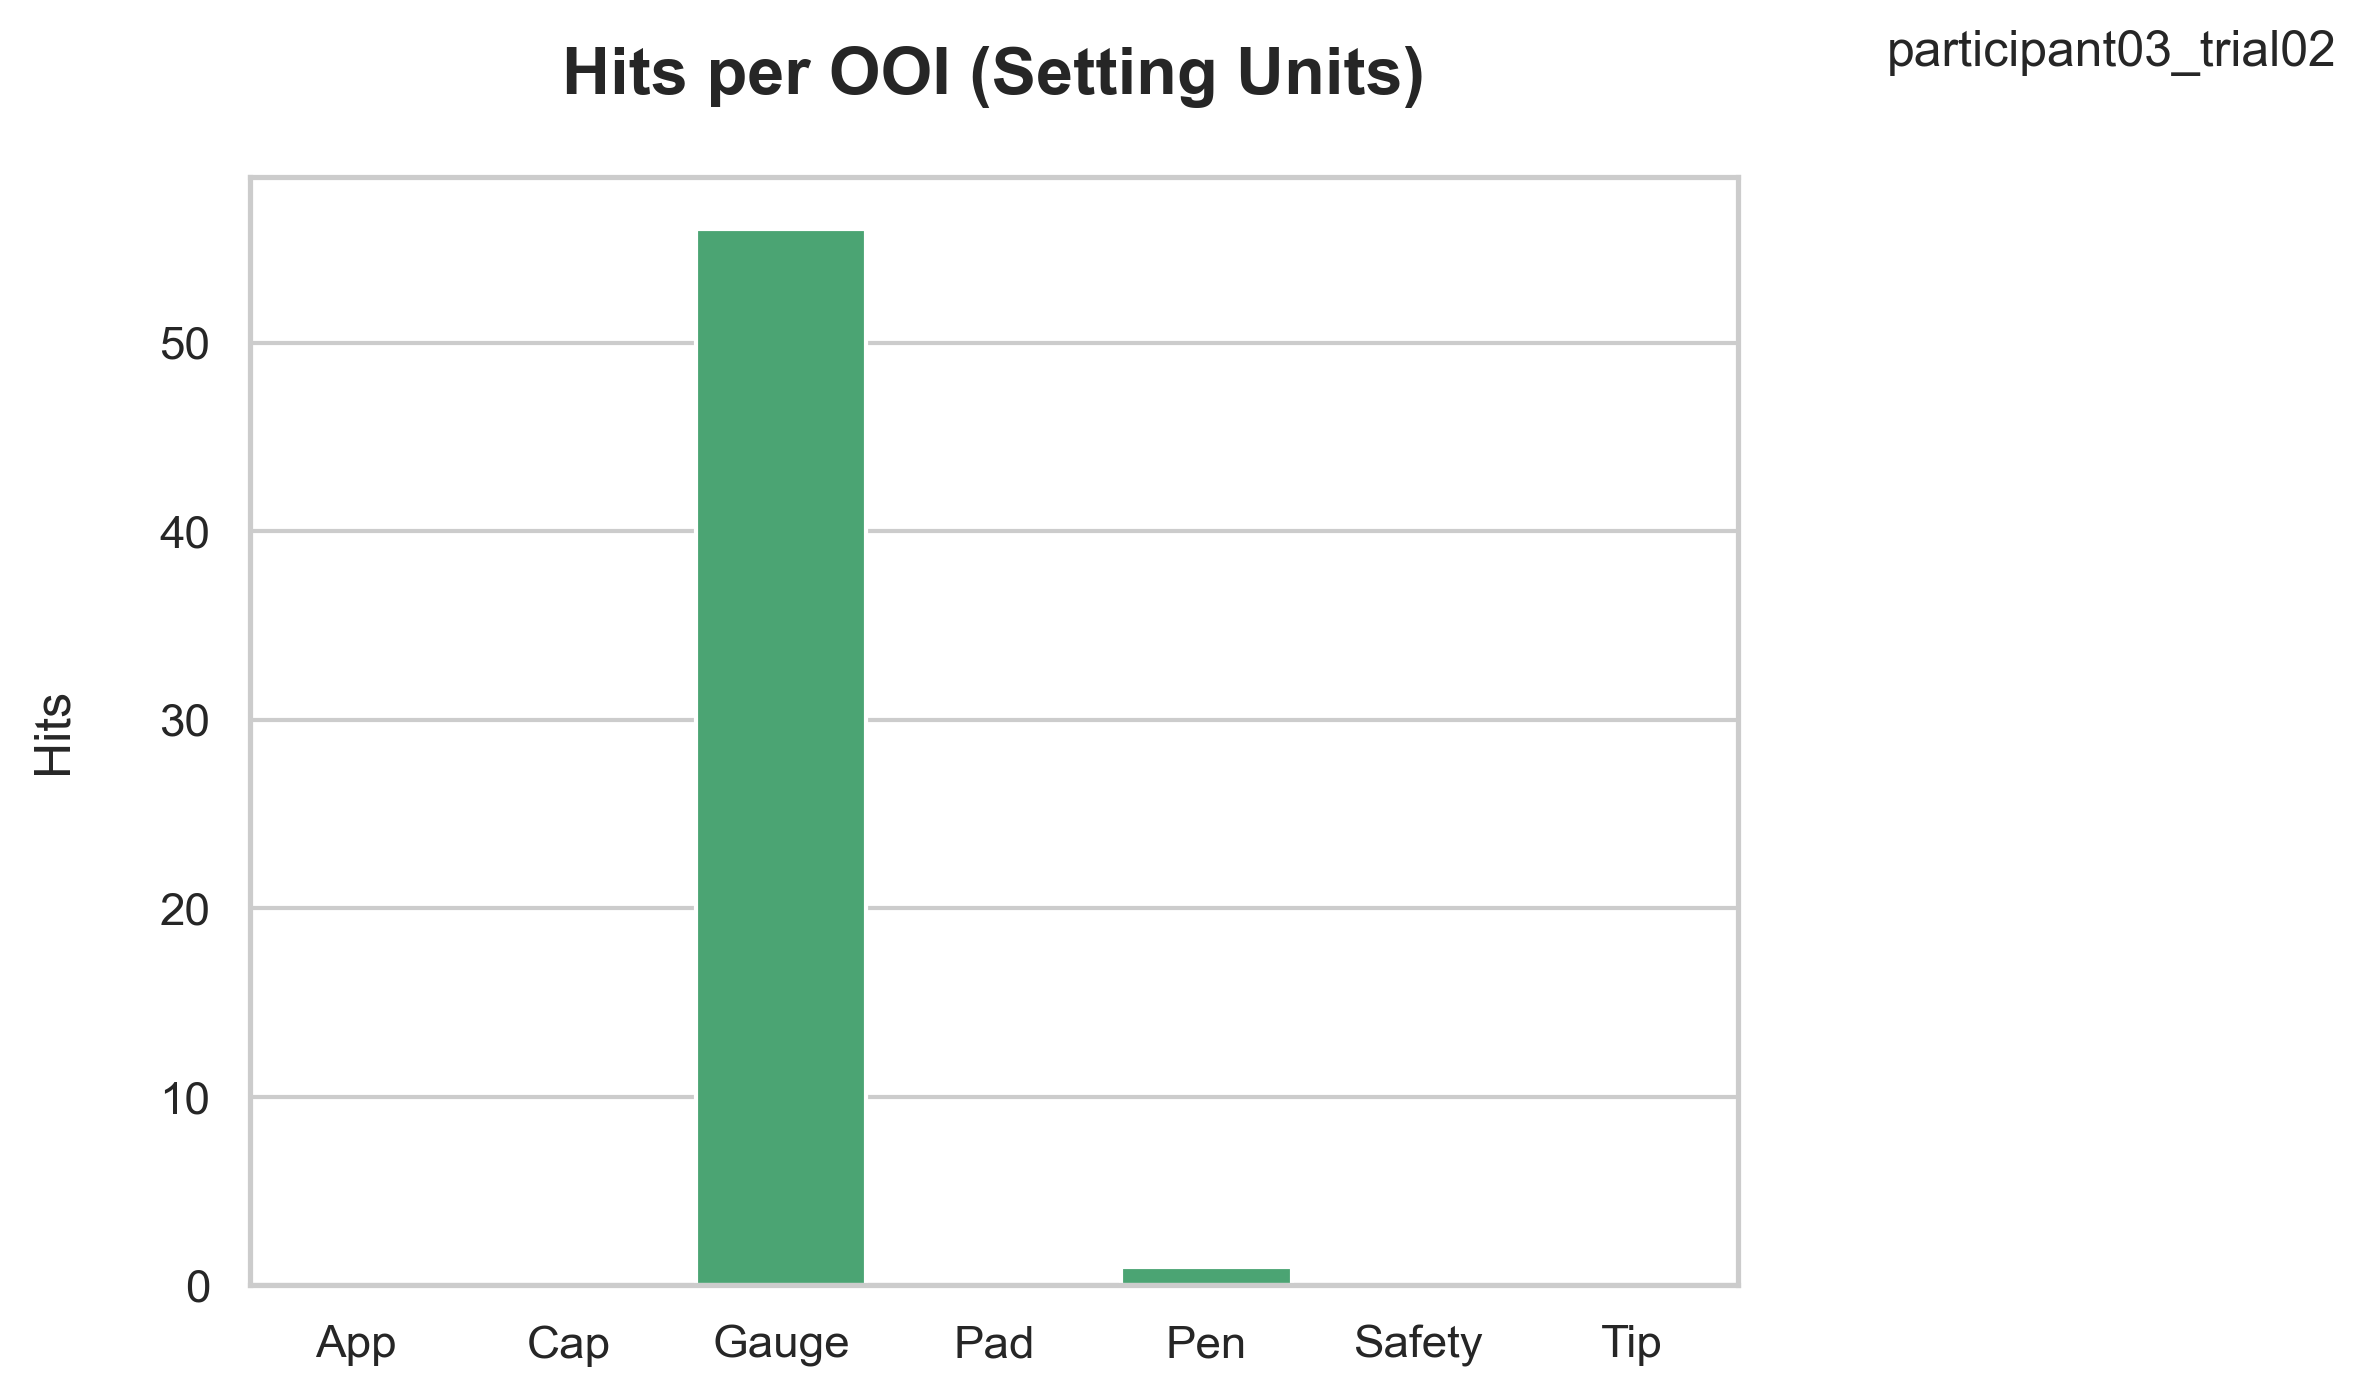 Hits per OOI (Setting Units)
participant03_trial02
Hits
50
40
30
20
10
0
App Cap Gauge Pad Pen Safety Tip